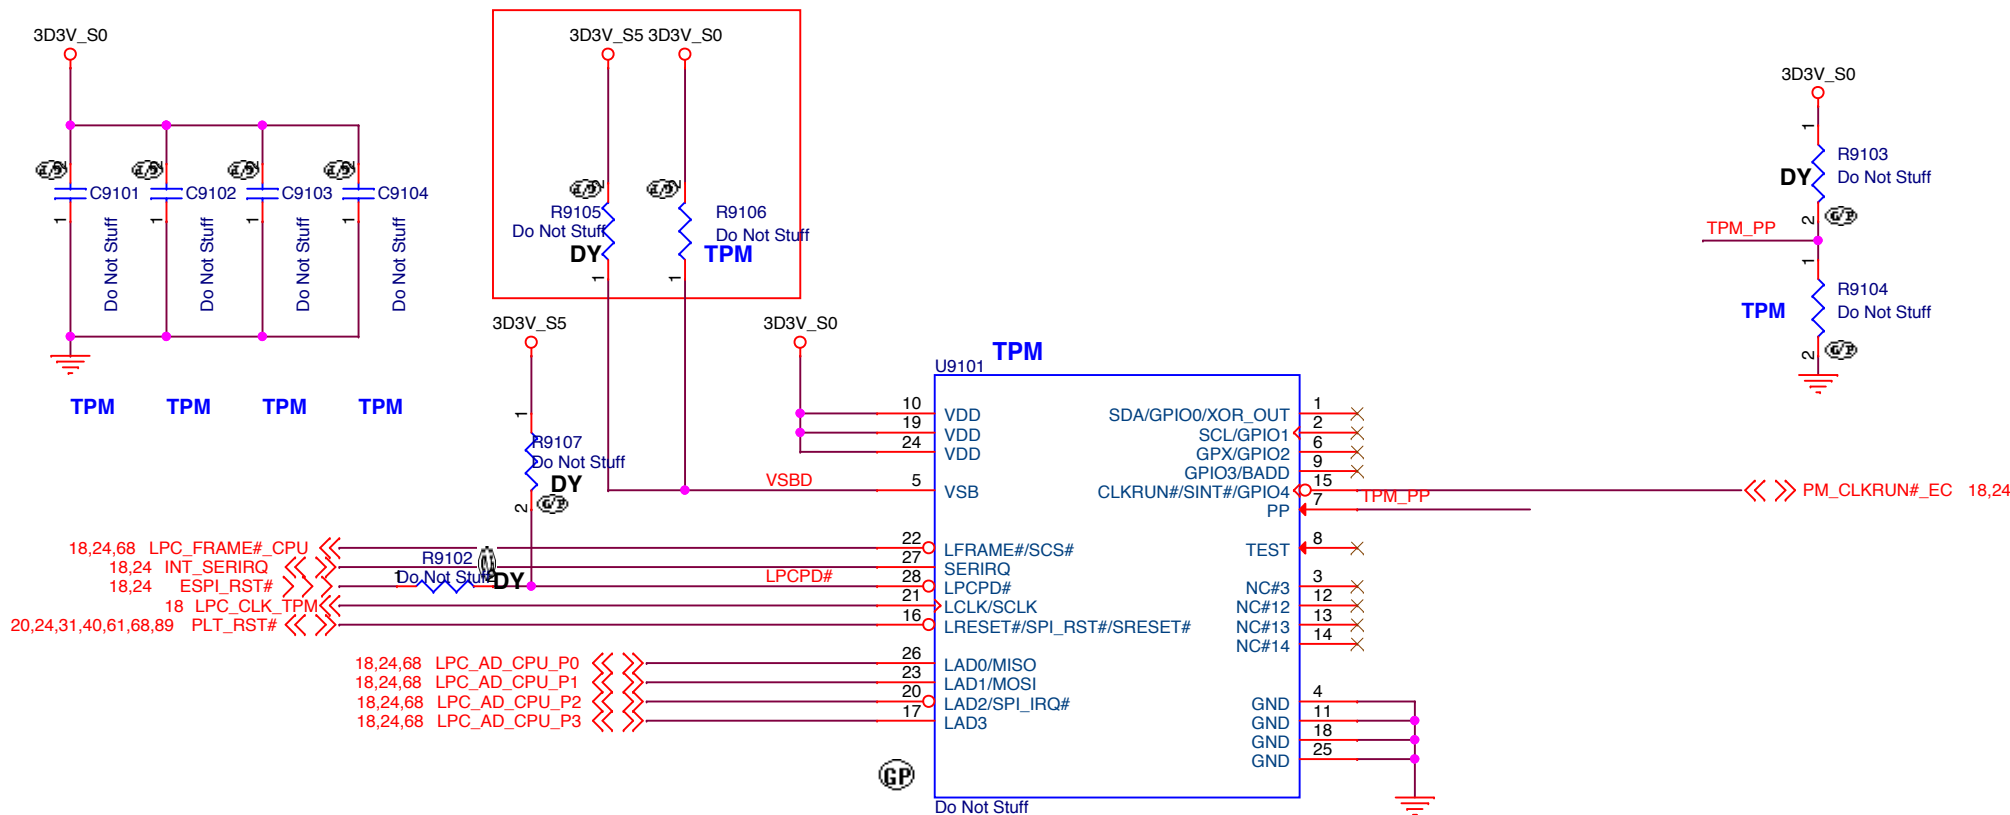 3D3V_S0
C9101
C9102
C9103
C9104
2
2
2
2
1
1
1
1
Do Not Stuff
Do Not Stuff
Do Not Stuff
Do Not Stuff
TPM
TPM
TPM
TPM
3D3V_S5
3D3V_S0
2
2
R9105
Do Not Stuff
DY
1
R9106
Do Not Stuff
TPM
1
3D3V_S5
1
R9107
Do Not Stuff
DY
2
G/P
3D3V_S0
3D3V_S0
1
R9103
Do Not Stuff
DY
2
G/P
TPM_PP
1
R9104
Do Not Stuff
TPM
2
G/P
TPM
U9101
10 VDD
19 VDD
24 VDD
VSBD
5 VSB
18,24,68 LPC_FRAME#_CPU
22 LFRAME#/SCS#
18,24 INT_SERIRQ
27 SERIRQ
R9102
1
Do Not Stuff
DY
18,24 ESPI_RST#
LPCPD#
28 LPCPD#
18 LPC_CLK_TPM
21 LCLK/SCLK
20,24,31,40,61,68,89 PLT_RST#
16 LRESET#/SPI_RST#/SRESET#
18,24,68 LPC_AD_CPU_P0
26 LAD0/MISO
18,24,68 LPC_AD_CPU_P1
23 LAD1/MOSI
18,24,68 LPC_AD_CPU_P2
20 LAD2/SPI_IRQ#
18,24,68 LPC_AD_CPU_P3
17 LAD3
SDA/GPIO0/XOR_OUT 1
SCL/GPIO1 2
GPX/GPIO2 6
GPIO3/BADD 9
CLKRUN#/SINT#/GPIO4 15
PM_CLKRUN#_EC 18,24
PP 7
TPM_PP
TEST 8
NC#3 3
NC#12 12
NC#13 13
NC#14 14
GND 4
GND 11
GND 18
GND 25
GP
Do Not Stuff